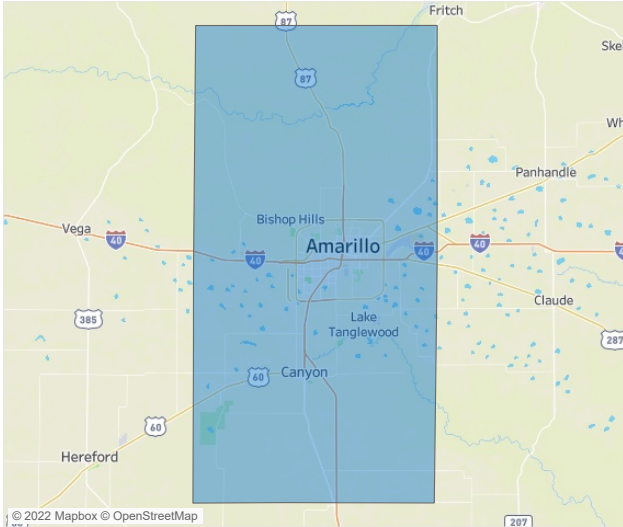 Fritch
87
Ske
87
Wh
Panhandle
Bishop Hills
Vega
40
Amarillo
40
40
40
4
Claude
385
Lake
Tanglewood
287
Canyon
60
60
Hereford
© 2022 Mapbox © OpenStreetMap
207